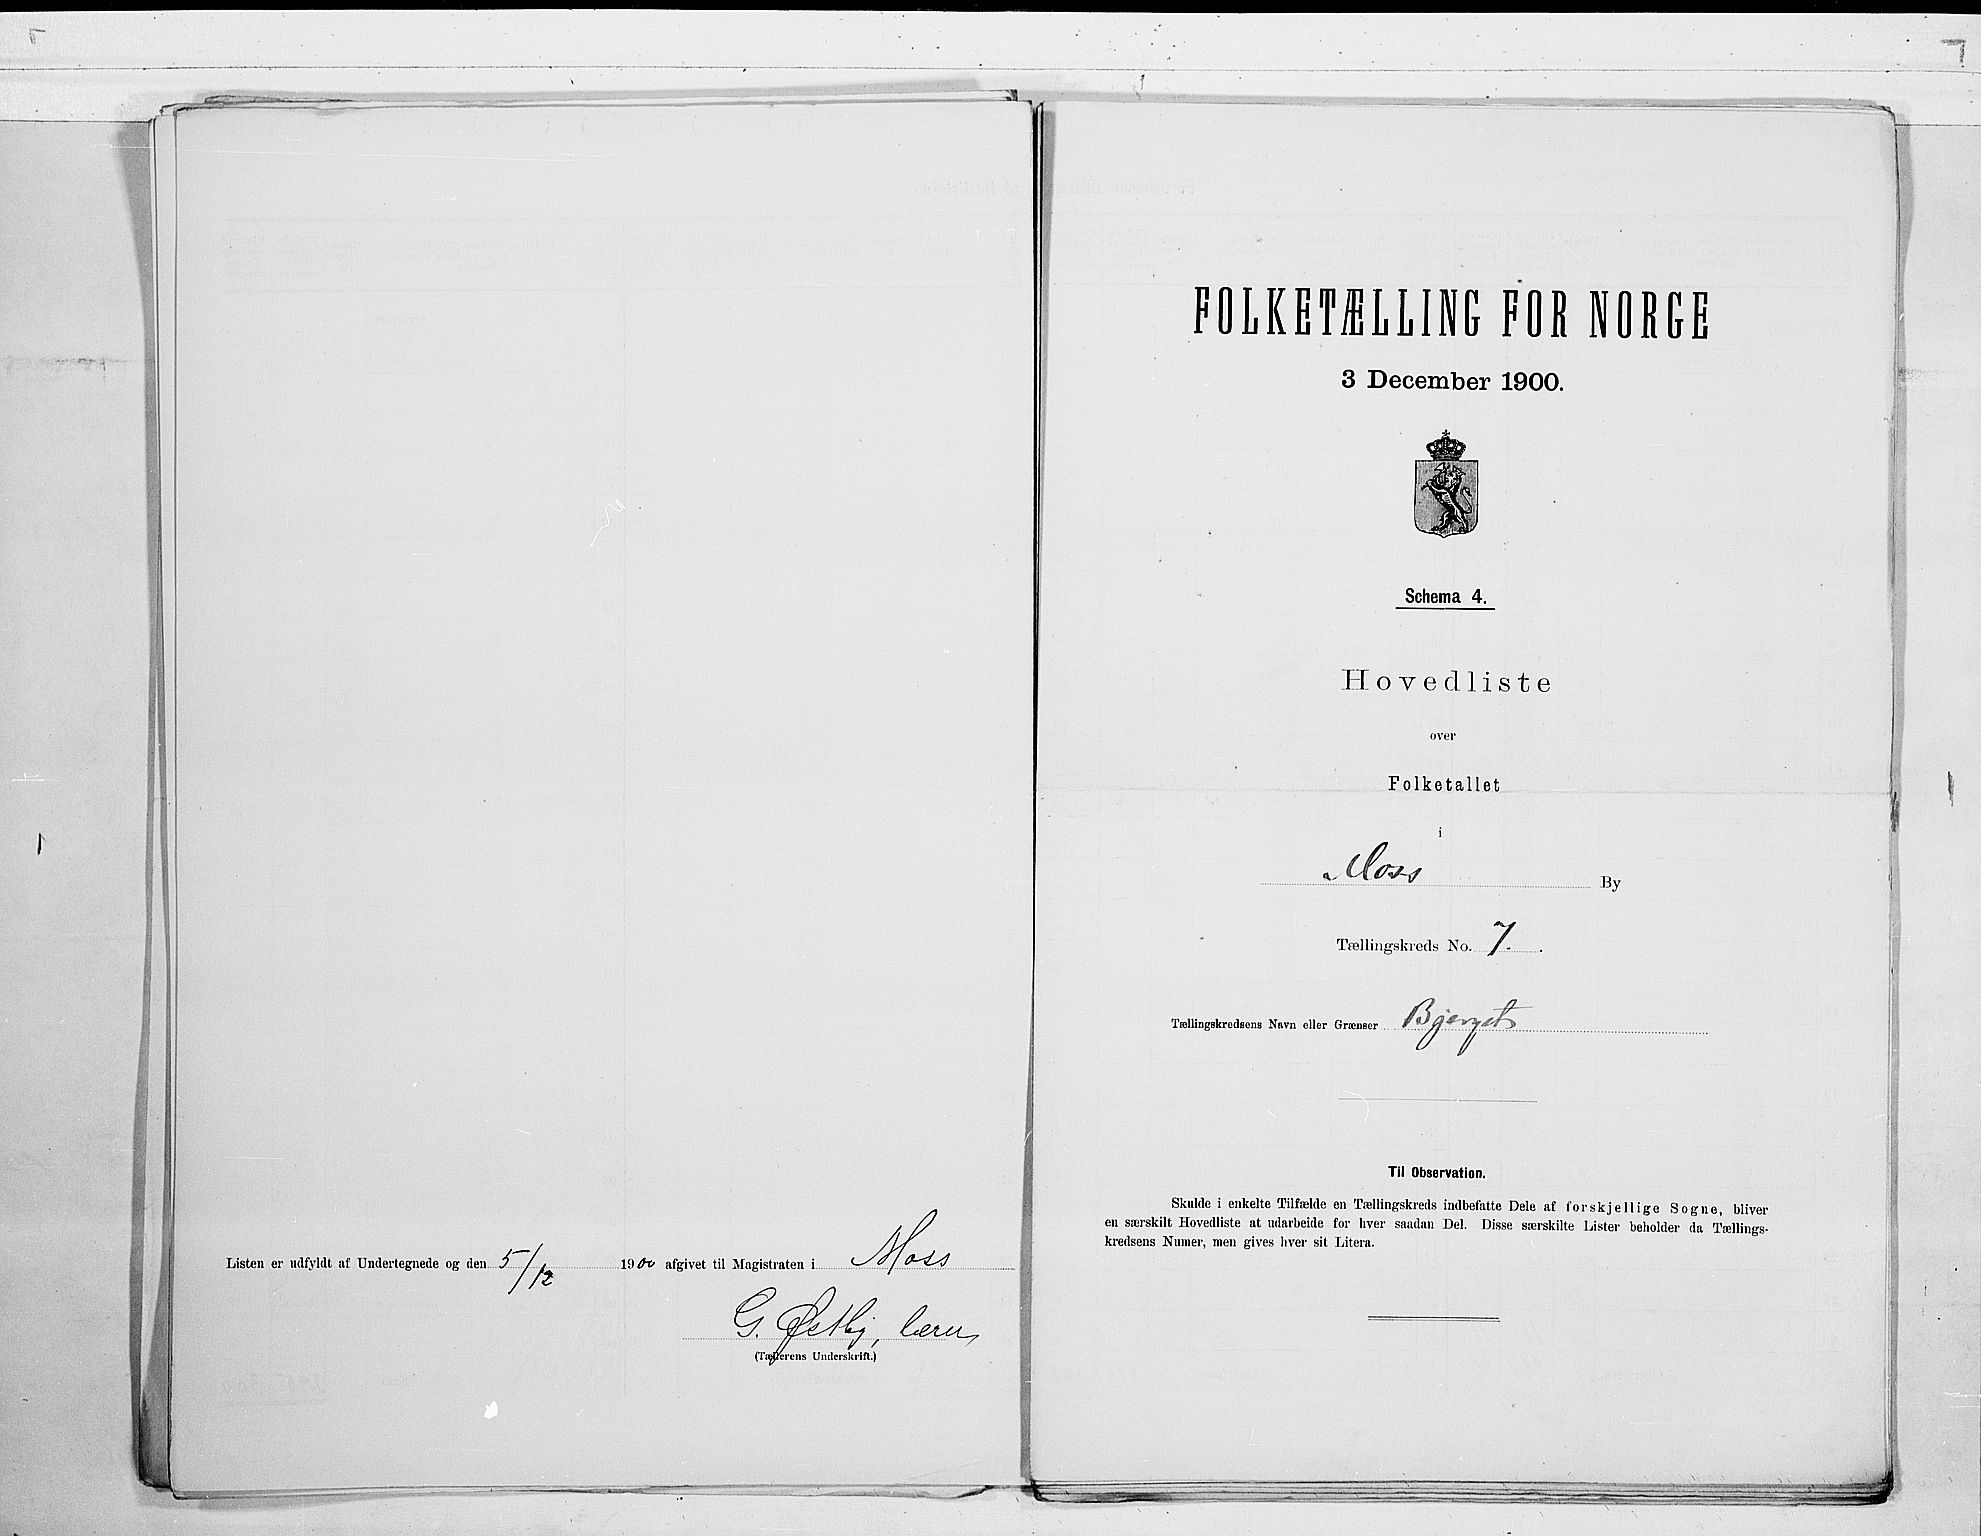 Listen er udfyldt af Undertegnede og den 5/12 1900 afgivet til Magistraten i Moss
G. Østby, lærer
(Tællerens Underskrift.)
FOLKETÆLLING FOR NORGE
3 December 1900.
Schema 4.
Hovedliste
over
Folketallet
i
Moss By
Tællingskreds No. 7.
Tællingskredsens Navn eller Grænser Bjerget
Til Observation.
Skulde i enkelte Tilfælde en Tællingskreds indbefatte Dele af forskjellige Sogne, bliver
en særskilt Hovedliste at udarbeide for hver saadan Del. Disse særskilte Lister beholder da Tællings-
kredsens Numer, men gives hver sit Litera.